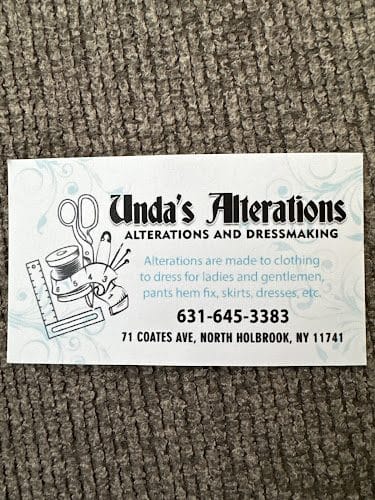 Unda's Alterations
ALTERATIONS AND DRESSMAKING
Alterations are made to clothing
to dress for ladies and gentlemen,
pants hem fix, skirts, dresses, etc.
631-645-3383
71 COATES AVE, NORTH HOLBROOK, NY 11741